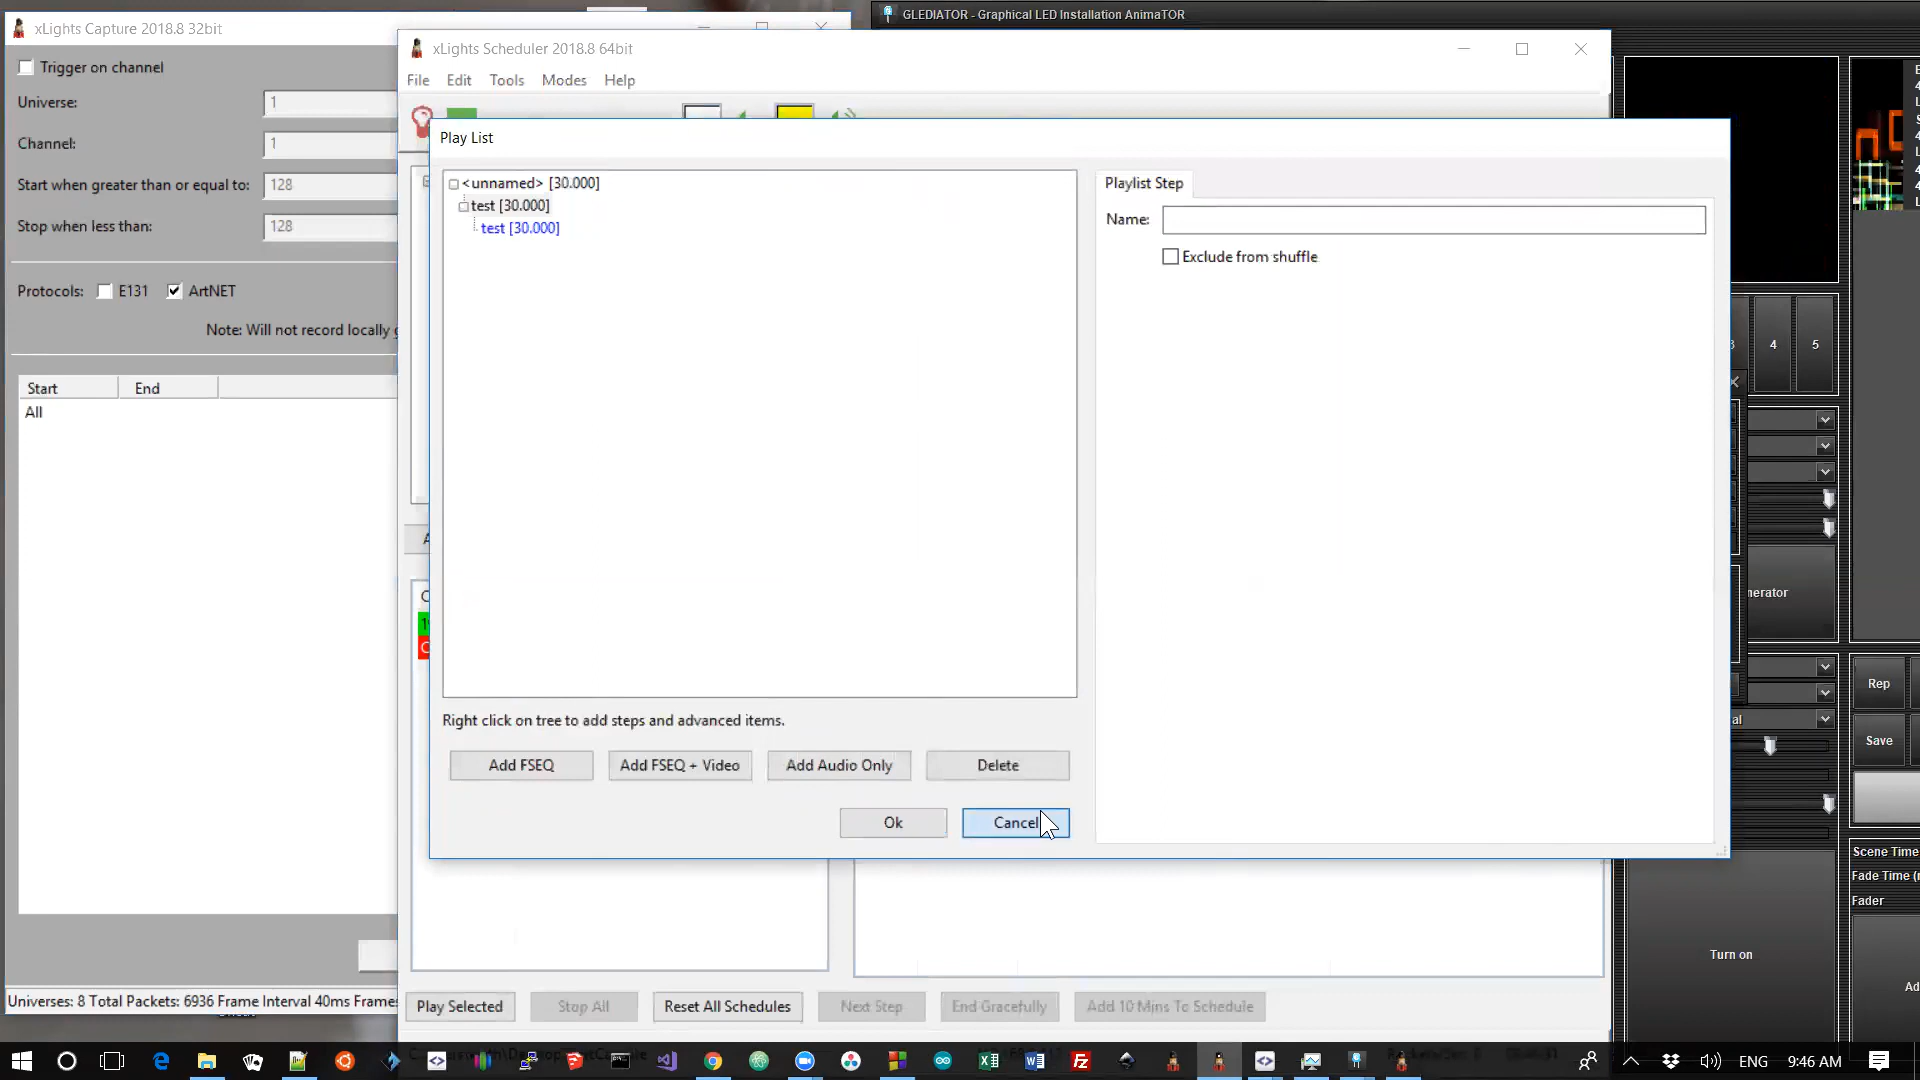 xLights Capture 2018.8 32bit
GLEDIATOR - Graphical LED Installation AnimaTOR
xLights Scheduler 2018.8 64bit
File Edit Tools Modes Help
Trigger on channel
Universe: 1
Channel: 1
Start when greater than or equal to: 128
Stop when less than: 128
Protocols: E131 ArtNET
Note: Will not record locally
Start End
All
Play List
<unnamed> [30.000]
test [30.000]
test [30.000]
Playlist Step
Name:
Exclude from shuffle
Right click on tree to add steps and advanced items.
Add FSEQ Add FSEQ + Video Add Audio Only Delete
Ok Cancel
4 5
Rep
Save
Scene Time
Fade Time
Fader
Turn on
Universes: 8 Total Packets: 6936 Frame Interval 40ms Frames
Play Selected Stop All Reset All Schedules Next Step End Gracefully Add 10 Mins To Schedule
ENG 9:46 AM